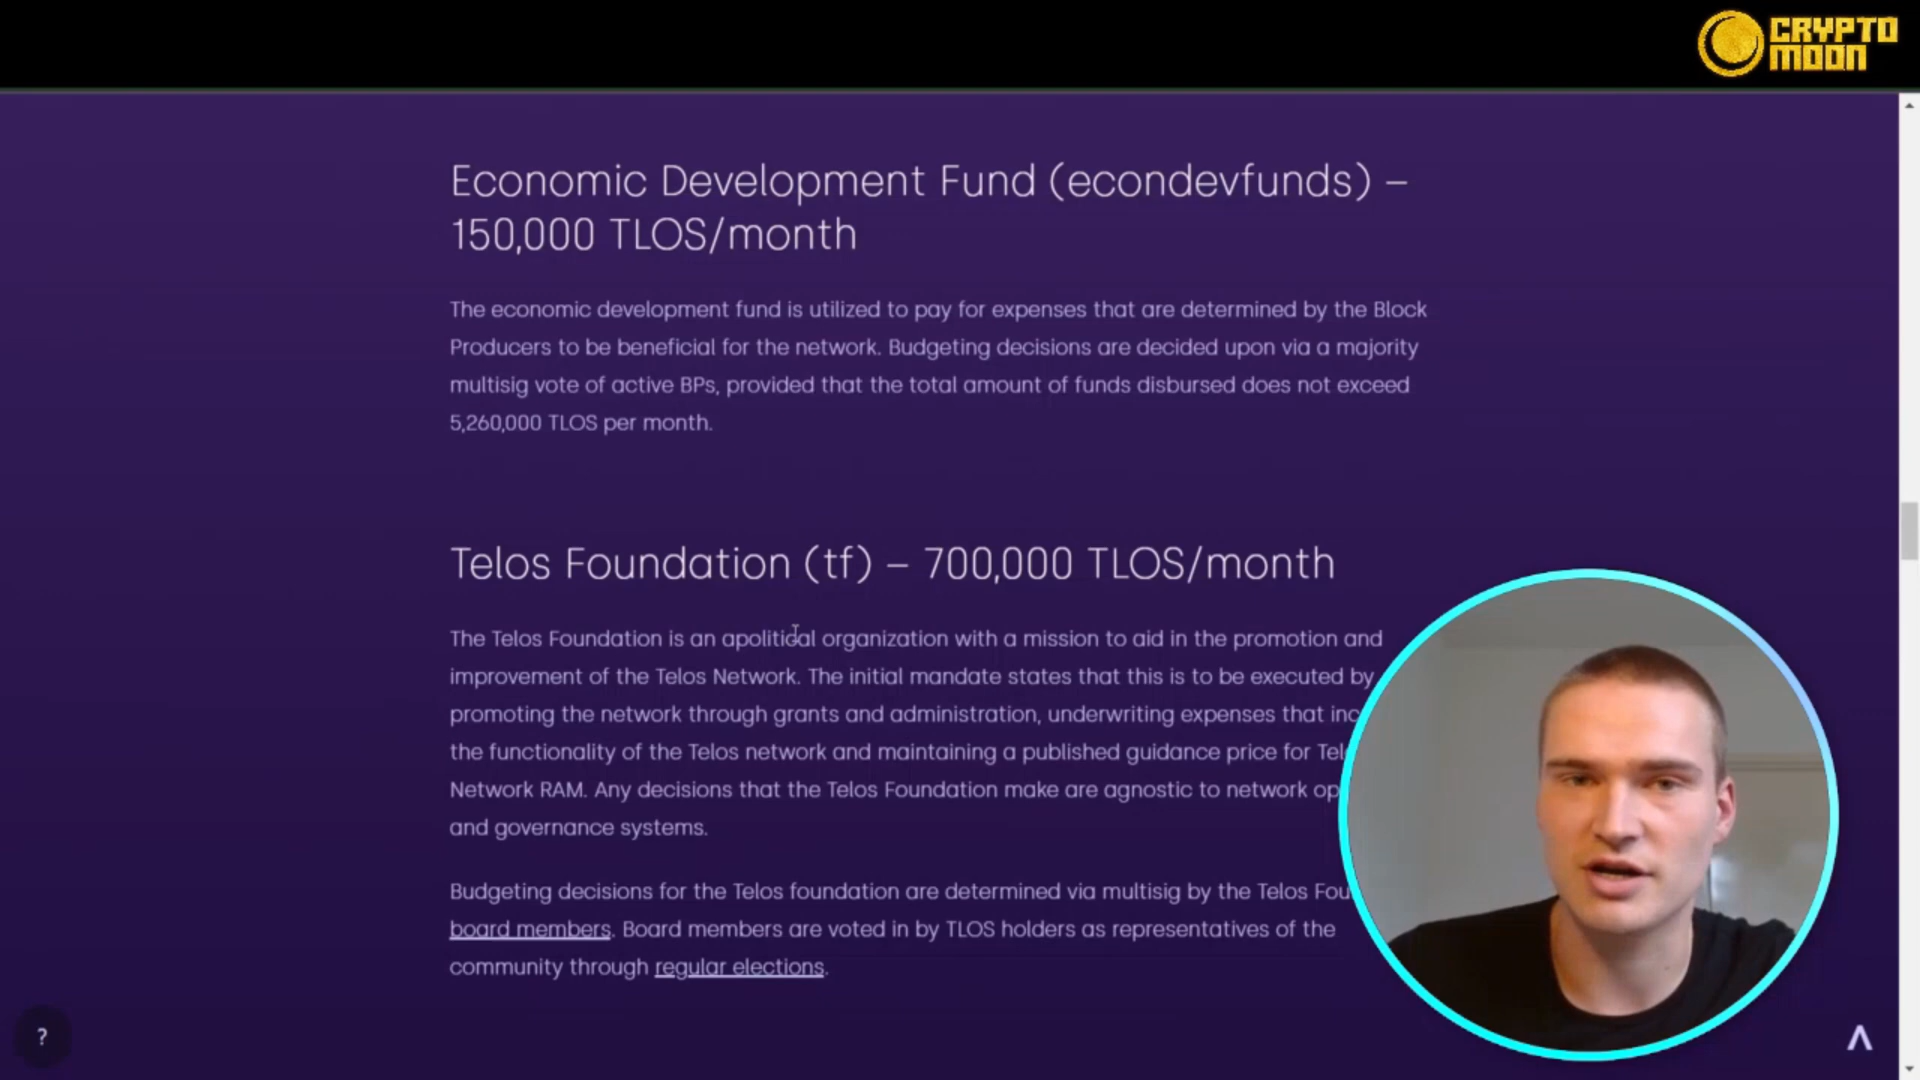 CRYPTO
MOON
Economic Development Fund (econdevfunds) –
150,000 TLOS/month
The economic development fund is utilized to pay for expenses that are determined by the Block
Producers to be beneficial for the network. Budgeting decisions are decided upon via a majority
multisig vote of active BPs, provided that the total amount of funds disbursed does not exceed
5,260,000 TLOS per month.
Telos Foundation (tf) – 700,000 TLOS/month
The Telos Foundation is an apolitical organization with a mission to aid in the promotion and
improvement of the Telos Network. The initial mandate states that this is to be executed by
promoting the network through grants and administration, underwriting expenses that
the functionality of the Telos network and maintaining a published guidance price for
Network RAM. Any decisions that the Telos Foundation make are agnostic to network
and governance systems.
Budgeting decisions for the Telos foundation are determined via multisig by the Telos
board members. Board members are voted in by TLOS holders as representatives of the
community through regular elections.
?